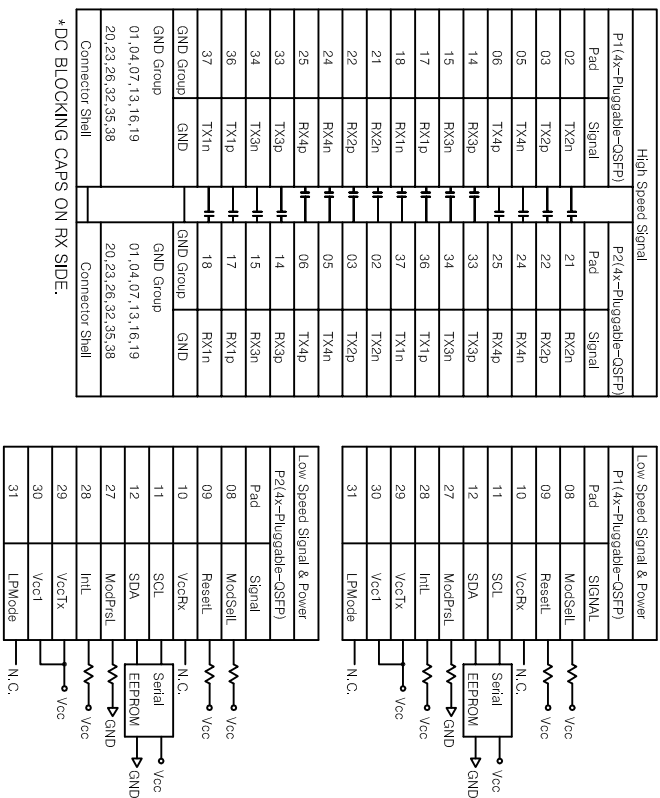 High Speed Signal
P1(4x-Pluggable-QSFP) P2(4x-Pluggable-QSFP)
Pad Signal Pad Signal
02 TX2n 21 RX2n
03 TX2p 22 RX2p
05 TX4n 24 RX4n
06 TX4p 25 RX4p
14 RX3p 33 TX3p
15 RX3n 34 TX3n
17 RX1p 36 TX1p
18 RX1n 37 TX1n
21 RX2n 02 TX2n
22 RX2p 03 TX2p
24 RX4n 05 TX4n
25 RX4p 06 TX4p
33 TX3p 14 RX3p
34 TX3n 15 RX3n
36 TX1p 17 RX1p
37 TX1n 18 RX1n
GND Group GND GND Group GND
GND Group GND Group
01,04,07,13,16,19 01,04,07,13,16,19
20,23,26,32,35,38 20,23,26,32,35,38
Connector Shell Connector Shell
*DC BLOCKING CAPS ON RX SIDE.
Low Speed Signal & Power
P1(4x-Pluggable-QSFP)
Pad SIGNAL
08 ModSelL Vcc
09 ResetL Vcc
10 VccRx N.C.
11 SCL Serial Vcc
12 SDA EEPROM GND
27 ModPrsL GND
28 IntL Vcc
29 VccTx Vcc
30 Vcc1
31 LPMode N.C.
Low Speed Signal & Power
P2(4x-Pluggable-QSFP)
Pad Signal
08 ModSelL Vcc
09 ResetL Vcc
10 VccRx N.C.
11 SCL Serial Vcc
12 SDA EEPROM GND
27 ModPrsL GND
28 IntL Vcc
29 VccTx Vcc
30 Vcc1
31 LPMode N.C.